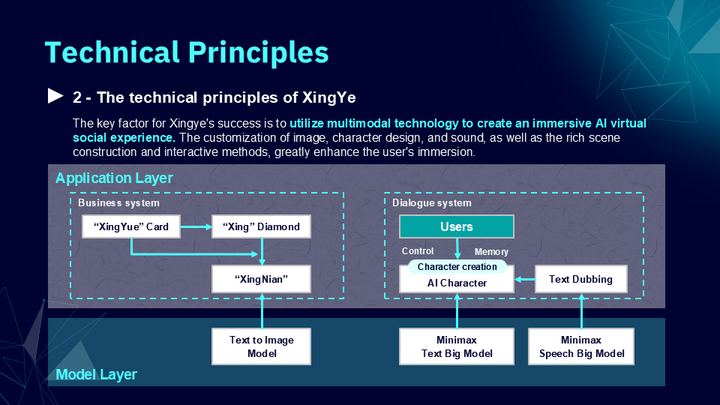 Technical Principles
2 - The technical principles of XingYe
The key factor for Xingye's success is to utilize multimodal technology to create an immersive AI virtual
social experience. The customization of image, character design, and sound, as well as the rich scene
construction and interactive methods, greatly enhance the user's immersion.
Application Layer
Business system
“XingYue” Card
“Xing” Diamond
“XingNian”
Dialogue system
Users
Control
Memory
Character creation
AI Character
Text Dubbing
Text to Image
Model
Minimax
Text Big Model
Minimax
Speech Big Model
Model Layer